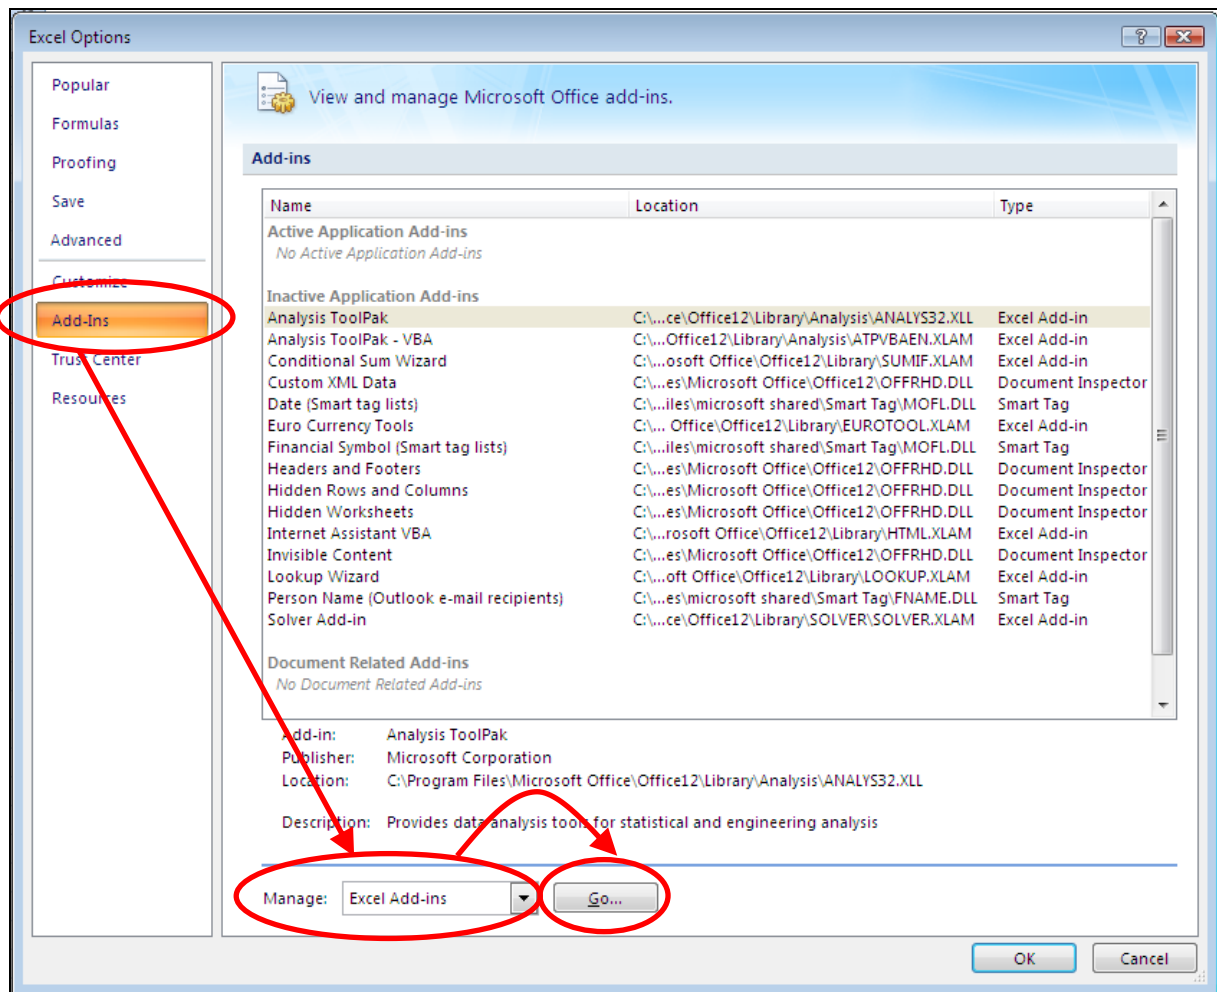 Excel Options
Popular
Formulas
Proofing
Save
Advanced
Customize
Add-Ins
Trust Center
Resources
View and manage Microsoft Office add-ins.
Add-ins
Name Location Type
Active Application Add-ins
No Active Application Add-ins
Inactive Application Add-ins
Analysis ToolPak C:\...ce\Office12\Library\Analysis\ANALYS32.XLL Excel Add-in
Analysis ToolPak - VBA C:\...Office12\Library\Analysis\ATPVBAEN.XLAM Excel Add-in
Conditional Sum Wizard C:\...osoft Office\Office12\Library\SUMIF.XLAM Excel Add-in
Custom XML Data C:\...es\Microsoft Office\Office12\OFFRHD.DLL Document Inspector
Date (Smart tag lists) C:\...iles\microsoft shared\Smart Tag\MOFL.DLL Smart Tag
Euro Currency Tools C:\... Office\Office12\Library\EUROTOOL.XLAM Excel Add-in
Financial Symbol (Smart tag lists) C:\...iles\microsoft shared\Smart Tag\MOFL.DLL Smart Tag
Headers and Footers C:\...es\Microsoft Office\Office12\OFFRHD.DLL Document Inspector
Hidden Rows and Columns C:\...es\Microsoft Office\Office12\OFFRHD.DLL Document Inspector
Hidden Worksheets C:\...es\Microsoft Office\Office12\OFFRHD.DLL Document Inspector
Internet Assistant VBA C:\...rosoft Office\Office12\Library\HTML.XLAM Excel Add-in
Invisible Content C:\...es\Microsoft Office\Office12\OFFRHD.DLL Document Inspector
Lookup Wizard C:\...oft Office\Office12\Library\LOOKUP.XLAM Excel Add-in
Person Name (Outlook e-mail recipients) C:\...es\microsoft shared\Smart Tag\FNAME.DLL Smart Tag
Solver Add-in C:\...ce\Office12\Library\SOLVER\SOLVER.XLAM Excel Add-in
Document Related Add-ins
No Document Related Add-ins
Add-in: Analysis ToolPak
Publisher: Microsoft Corporation
Location: C:\Program Files\Microsoft Office\Office12\Library\Analysis\ANALYS32.XLL
Description: Provides data analysis tools for statistical and engineering analysis
Manage: Excel Add-ins Go...
OK Cancel